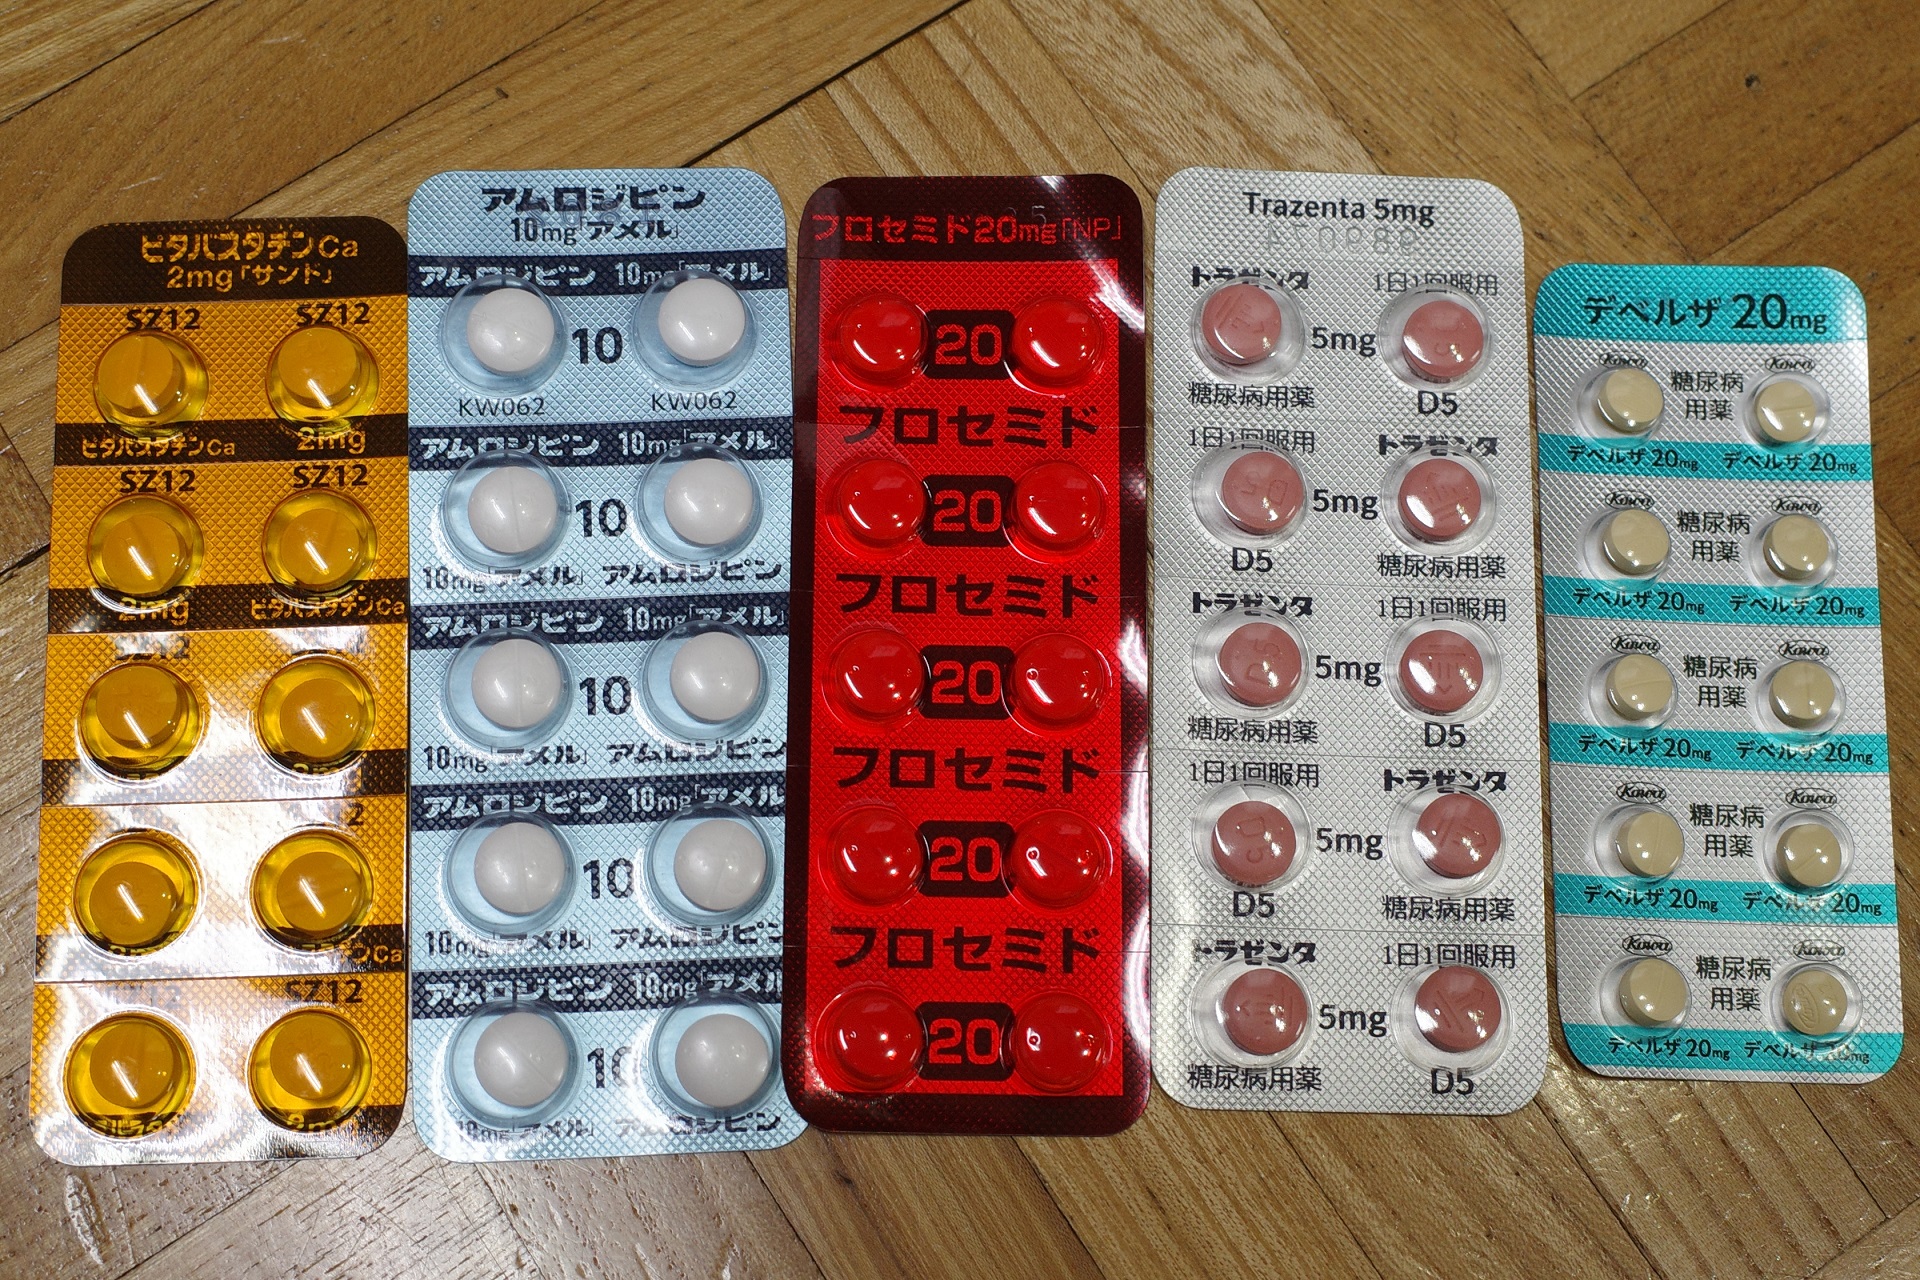 ピタバスタチンCa
2mg「サンド」
SZ12 SZ12
ピタバスタチンCa 2mg
SZ12 SZ12
2mg ピタバスタチンCa
SZ12
2mg
2
Ca
SZ12
2mg
アムロジピン
10mg「アメル」
アムロジピン 10mg「アメル」
10
KW062 KW062
アムロジピン 10mg「アメル」
10
10mg「アメル」 アムロジピン
アムロジピン 10mg「アメル」
10
10mg「アメル」 アムロジピン
アムロジピン 10mg「アメル」
10
10mg「アメル」 アムロジピン
アムロジピン 10mg「アメル」
10
10mg「アメル」 アムロジピン
フロセミド20mg「NP」
20
フロセミド
20
フロセミド
20
フロセミド
20
フロセミド
20
Trazenta 5mg
トラゼンタ 1日1回服用
5mg
糖尿病用薬 D5
1日1回服用 トラゼンタ
5mg
D5 糖尿病用薬
トラゼンタ 1日1回服用
5mg
糖尿病用薬 D5
1日1回服用 トラゼンタ
5mg
D5 糖尿病用薬
トラゼンタ 1日1回服用
5mg
糖尿病用薬 D5
デベルザ 20mg
Kowa Kowa
糖尿病
用薬
デベルザ 20mg デベルザ 20mg
Kowa Kowa
糖尿病
用薬
デベルザ 20mg デベルザ 20mg
Kowa Kowa
糖尿病
用薬
デベルザ 20mg デベルザ 20mg
Kowa Kowa
糖尿病
用薬
デベルザ 20mg デベルザ 20mg
Kowa Kowa
糖尿病
用薬
デベルザ 20mg デベルザ 20mg